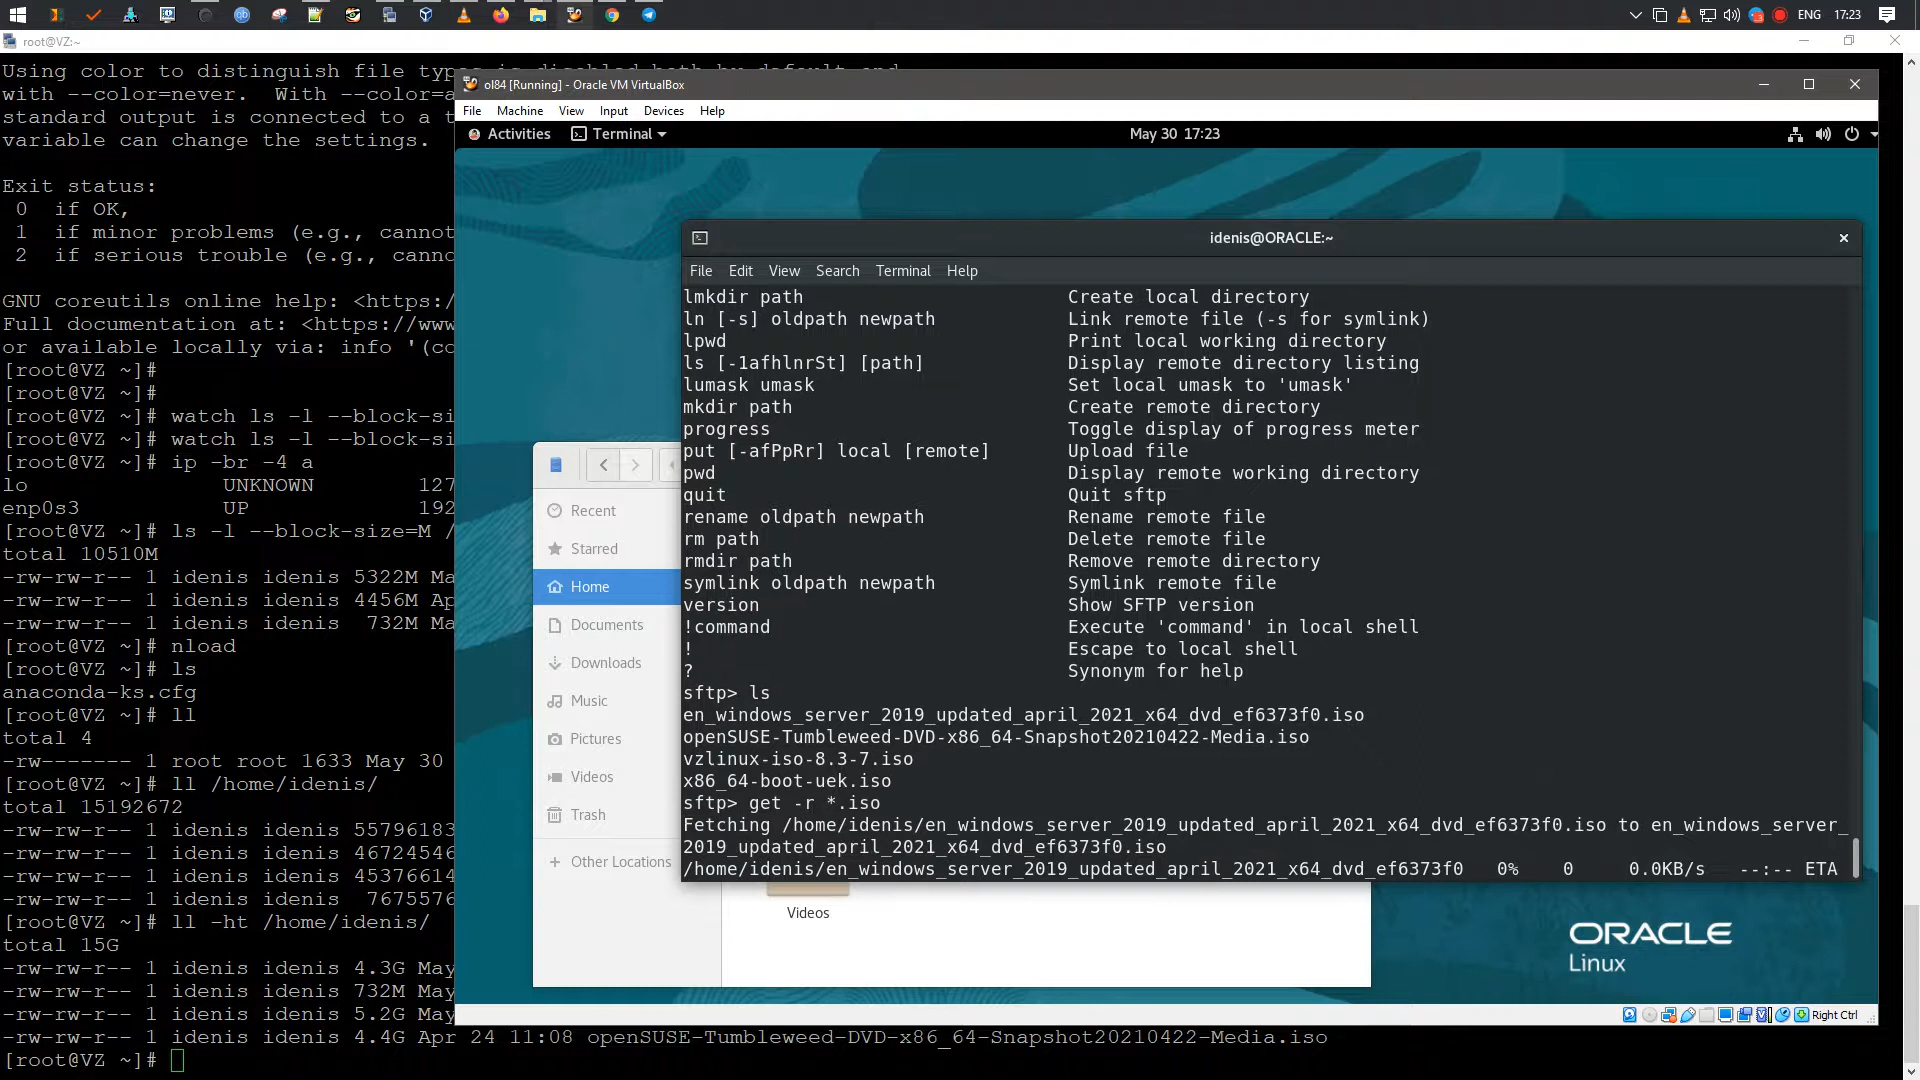 ENG 17:23
root@VZ:~
Using color to distinguish file types is disabled both by default and
with --color=never.  With --color=a
standard output is connected to a t
variable can change the settings.
Exit status:
0  if OK,
1  if minor problems (e.g., cannot
2  if serious trouble (e.g., canno
GNU coreutils online help: <https:/
Full documentation at: <https://www
or available locally via: info '(co
[root@VZ ~]#
[root@VZ ~]#
[root@VZ ~]# watch ls -l --block-si
[root@VZ ~]# watch ls -l --block-si
[root@VZ ~]# ip -br -4 a
lo UNKNOWN 127
enp0s3 UP 192
[root@VZ ~]# ls -l --block-size=M /
total 10510M
-rw-rw-r-- 1 idenis idenis 5322M Ma
-rw-rw-r-- 1 idenis idenis 4456M Ap
-rw-rw-r-- 1 idenis idenis  732M Ma
[root@VZ ~]# nload
[root@VZ ~]# ls
anaconda-ks.cfg
[root@VZ ~]# ll
total 4
-rw------- 1 root root 1633 May 30
[root@VZ ~]# ll /home/idenis/
total 15192672
-rw-rw-r-- 1 idenis idenis 55796183
-rw-rw-r-- 1 idenis idenis 46724546
-rw-rw-r-- 1 idenis idenis 45376614
-rw-rw-r-- 1 idenis idenis  7675576
[root@VZ ~]# ll -ht /home/idenis/
total 15G
-rw-rw-r-- 1 idenis idenis 4.3G May
-rw-rw-r-- 1 idenis idenis 732M May
-rw-rw-r-- 1 idenis idenis 5.2G May
-rw-rw-r-- 1 idenis idenis 4.4G Apr 24 11:08 openSUSE-Tumbleweed-DVD-x86_64-Snapshot20210422-Media.iso
[root@VZ ~]#
ol84 [Running] - Oracle VM VirtualBox
File Machine View Input Devices Help
Activities Terminal May 30 17:23
idenis@ORACLE:~
File Edit View Search Terminal Help
lmkdir path Create local directory
ln [-s] oldpath newpath Link remote file (-s for symlink)
lpwd Print local working directory
ls [-1afhlnrSt] [path] Display remote directory listing
lumask umask Set local umask to 'umask'
mkdir path Create remote directory
progress Toggle display of progress meter
put [-afPpRr] local [remote] Upload file
pwd Display remote working directory
quit Quit sftp
rename oldpath newpath Rename remote file
rm path Delete remote file
rmdir path Remove remote directory
symlink oldpath newpath Symlink remote file
version Show SFTP version
!command Execute 'command' in local shell
! Escape to local shell
? Synonym for help
sftp> ls
en_windows_server_2019_updated_april_2021_x64_dvd_ef6373f0.iso
openSUSE-Tumbleweed-DVD-x86_64-Snapshot20210422-Media.iso
vzlinux-iso-8.3-7.iso
x86_64-boot-uek.iso
sftp> get -r *.iso
Fetching /home/idenis/en_windows_server_2019_updated_april_2021_x64_dvd_ef6373f0.iso to en_windows_server_
2019_updated_april_2021_x64_dvd_ef6373f0.iso
/home/idenis/en_windows_server_2019_updated_april_2021_x64_dvd_ef6373f0 0% 0 0.0KB/s --:-- ETA
Recent
Starred
Home
Documents
Downloads
Music
Pictures
Videos
Trash
Other Locations
Videos
ORACLE
Linux
Right Ctrl